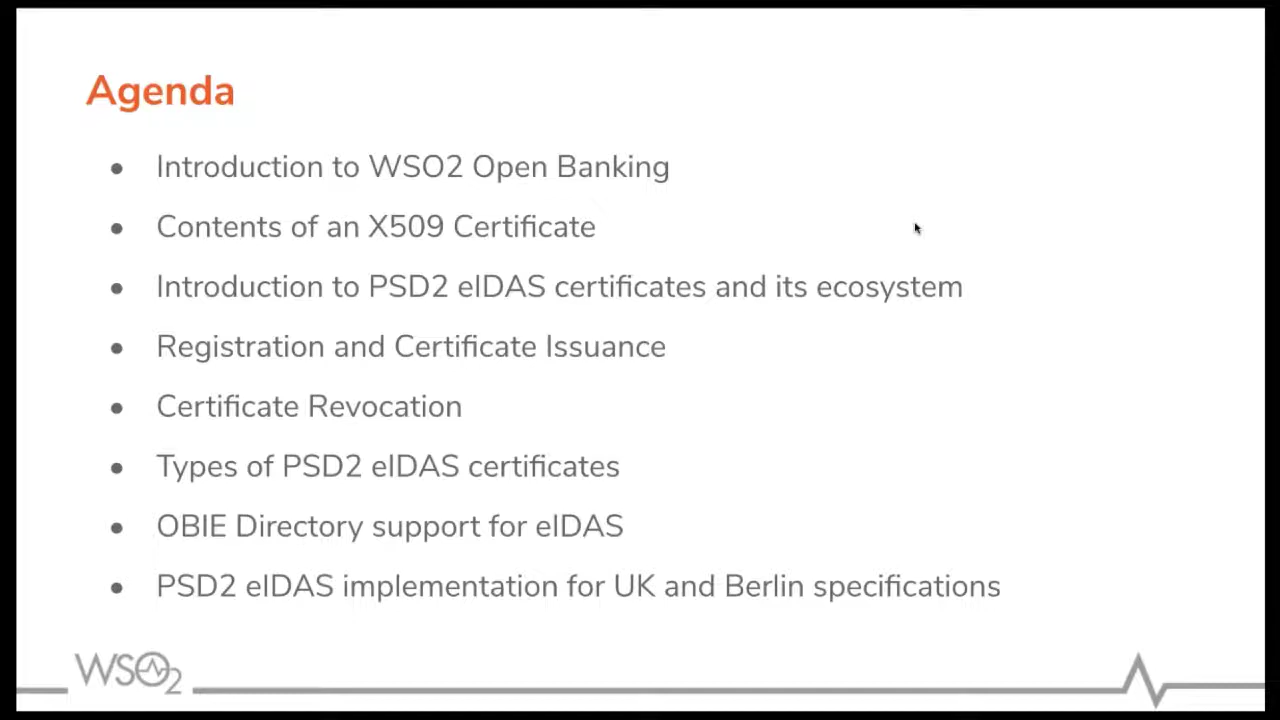 Agenda
• Introduction to WSO2 Open Banking
• Contents of an X509 Certificate
• Introduction to PSD2 eIDAS certificates and its ecosystem
• Registration and Certificate Issuance
• Certificate Revocation
• Types of PSD2 eIDAS certificates
• OBIE Directory support for eIDAS
• PSD2 eIDAS implementation for UK and Berlin specifications
WSO2